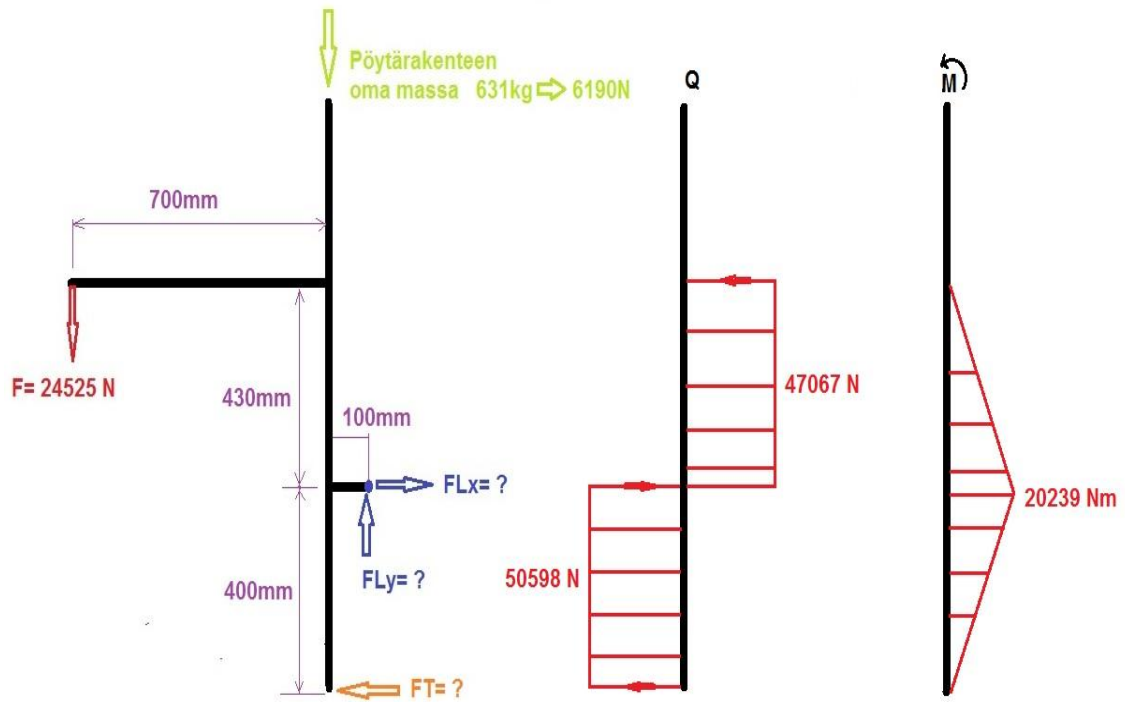 Pöytärakenteen
oma massa 631kg ⇨ 6190N
Q
M
700mm
F= 24525 N
430mm
47067 N
100mm
FLx= ?
20239 Nm
FLy= ?
50598 N
400mm
FT= ?